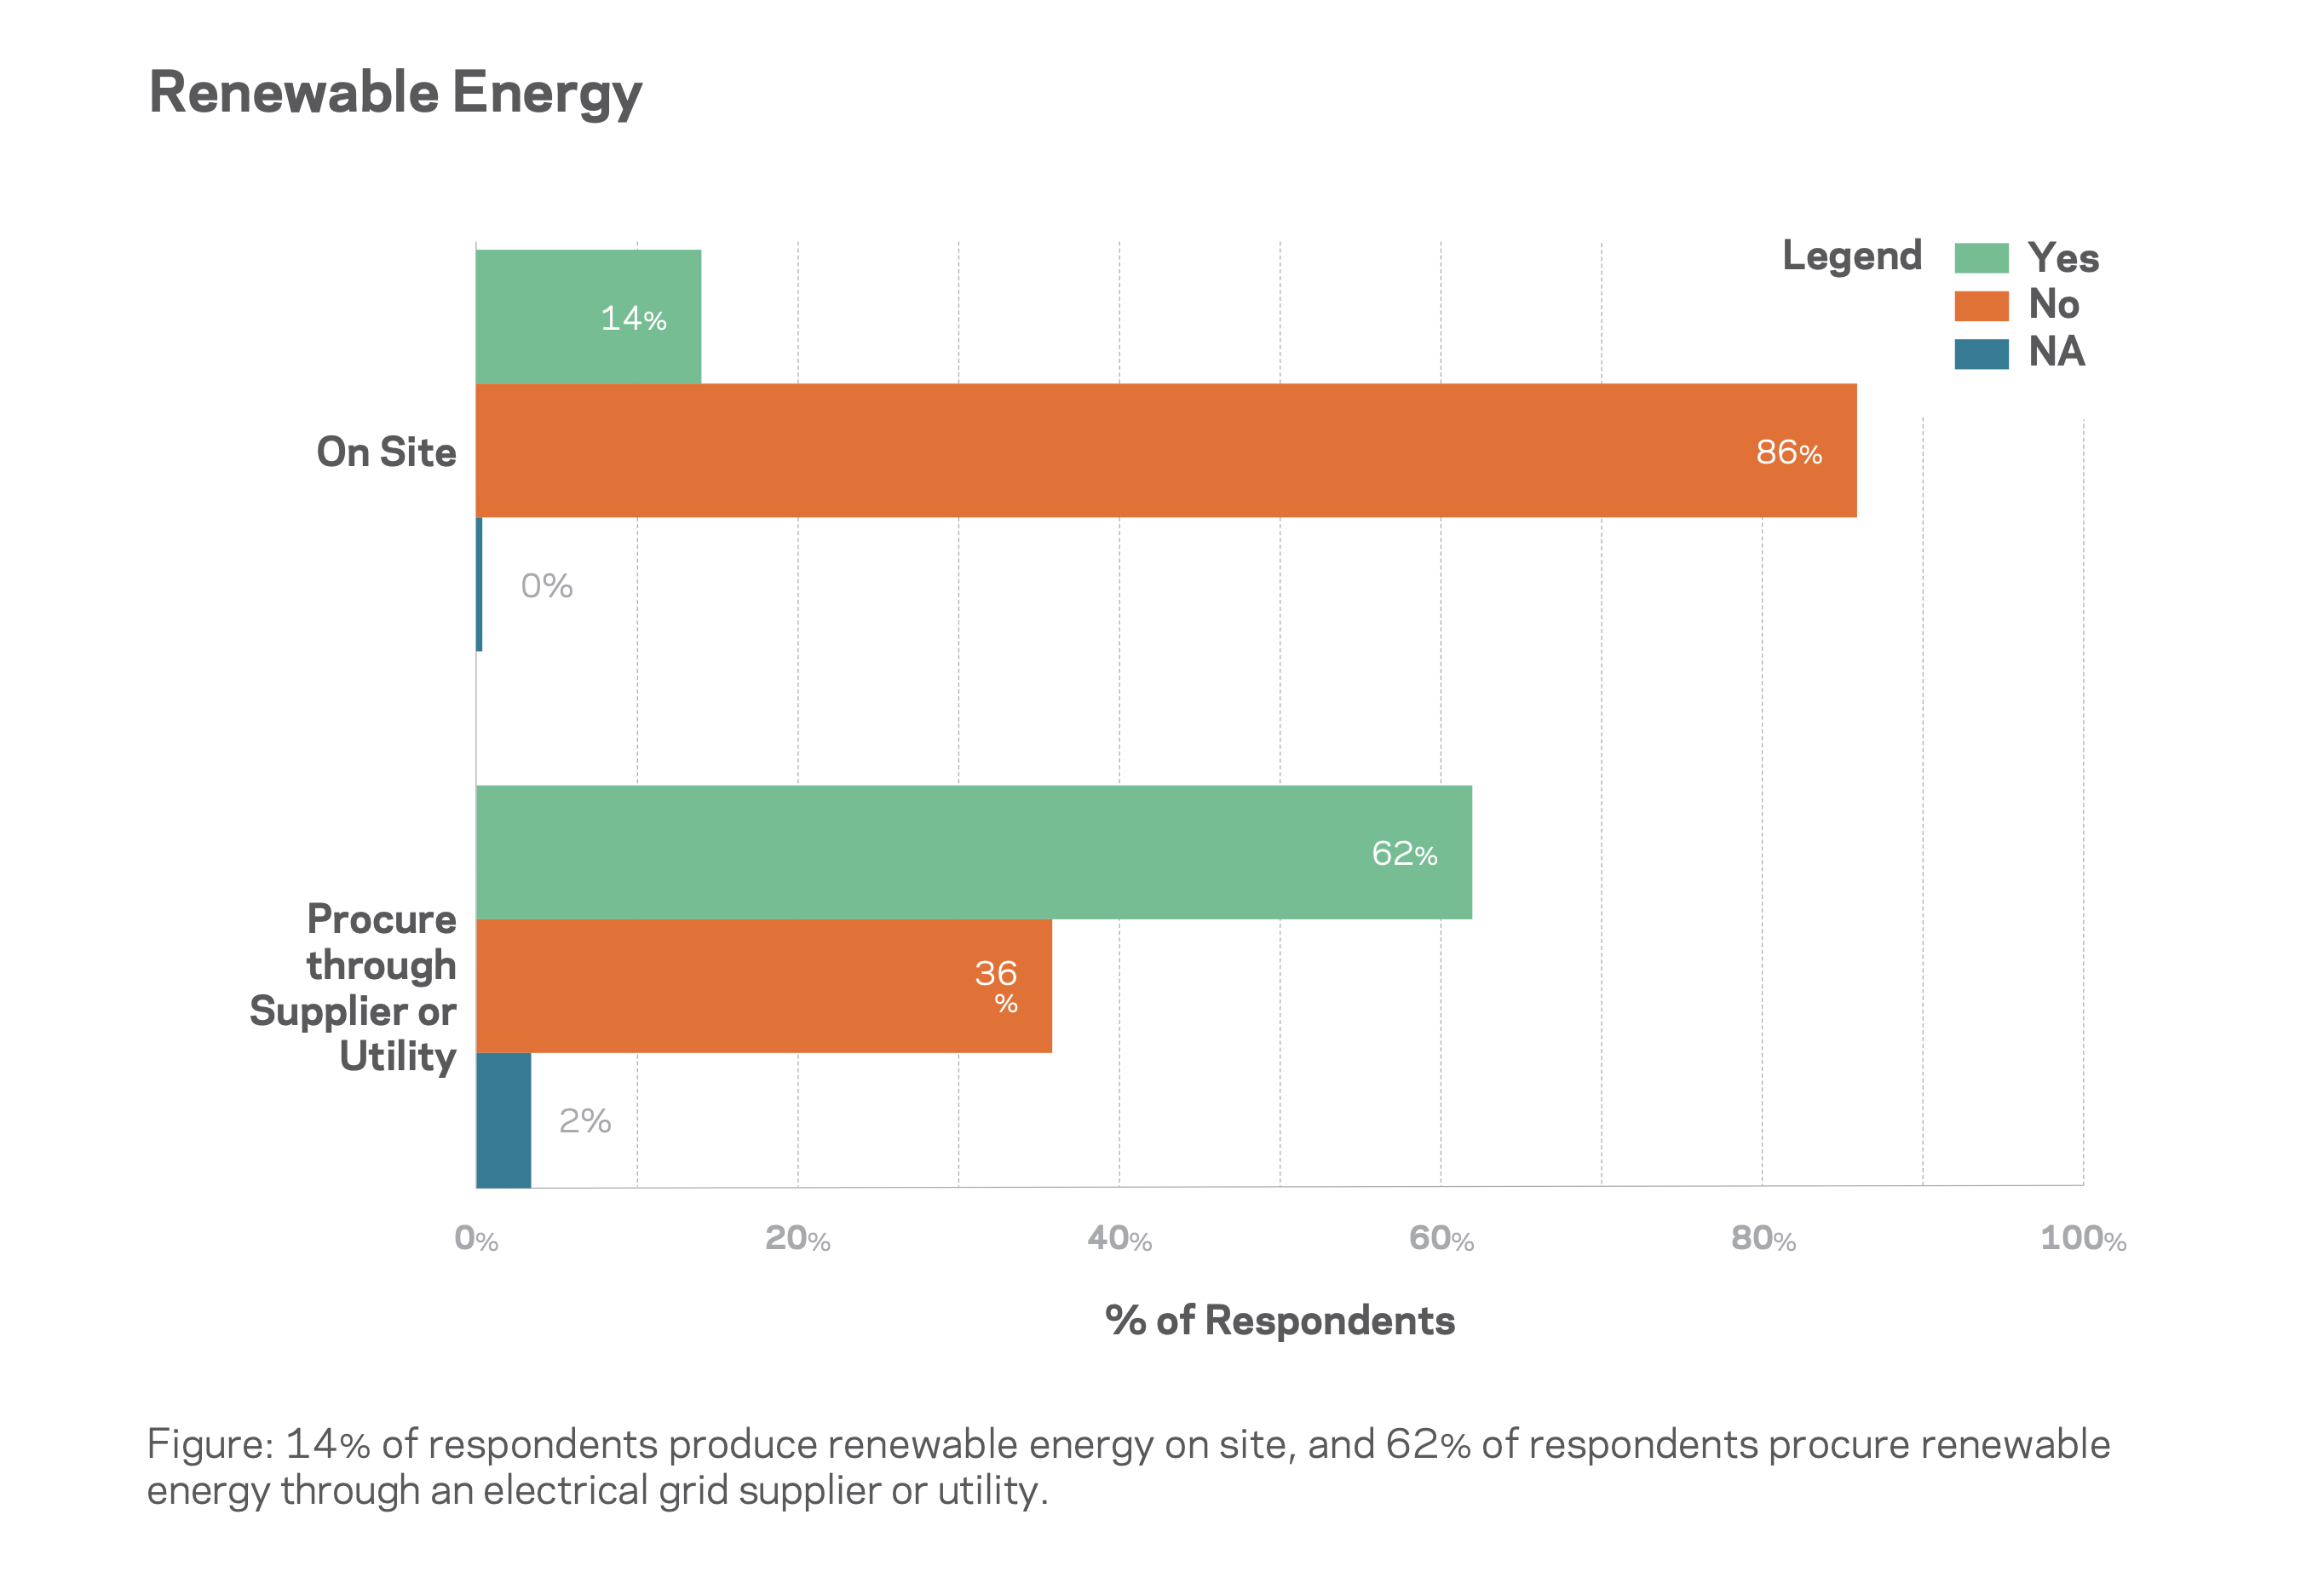 Renewable Energy
Legend
Yes
No
NA
14%
On Site
86%
0%
62%
Procure
through
Supplier or
Utility
36
%
2%
0%
20%
40%
60%
80%
100%
% of Respondents
Figure: 14% of respondents produce renewable energy on site, and 62% of respondents procure renewable
energy through an electrical grid supplier or utility.